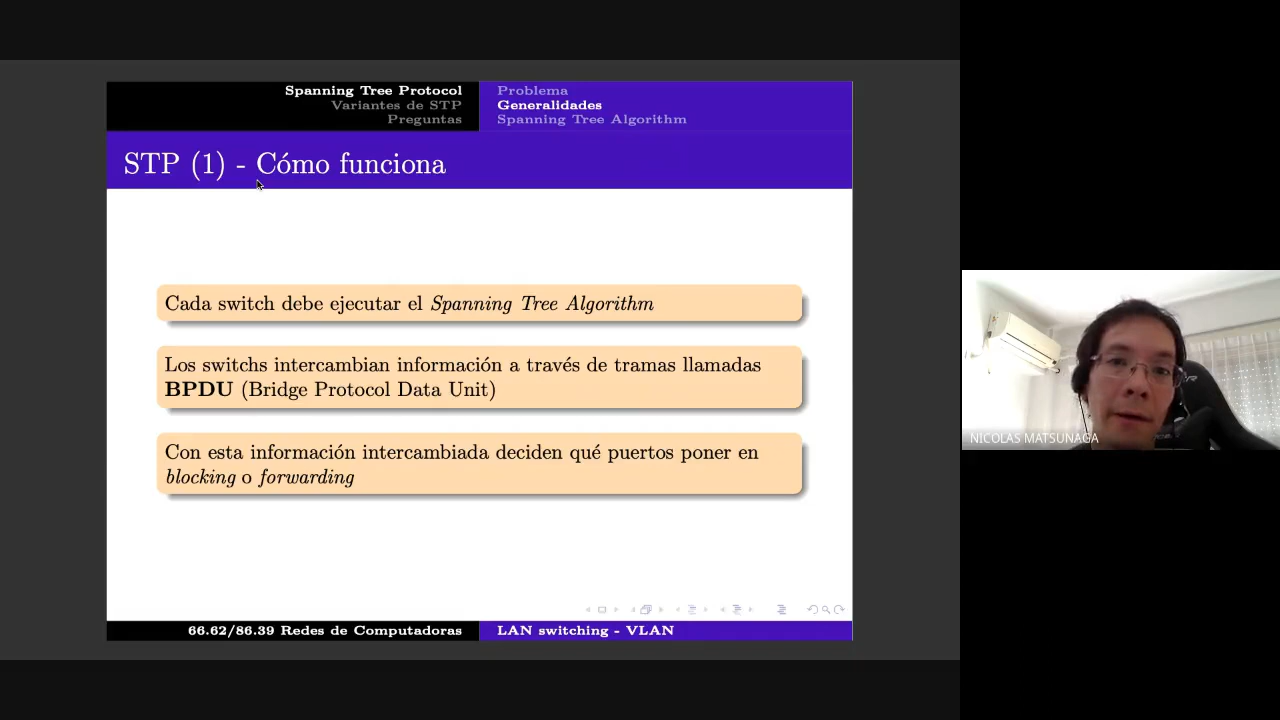 Spanning Tree Protocol
Variantes de STP
Preguntas
Problema
Generalidades
Spanning Tree Algorithm
STP (1) - Cómo funciona
Cada switch debe ejecutar el Spanning Tree Algorithm
Los switchs intercambian información a través de tramas llamadas
BPDU (Bridge Protocol Data Unit)
Con esta información intercambiada deciden qué puertos poner en
blocking o forwarding
66.62/86.39 Redes de Computadoras
LAN switching - VLAN
NICOLAS MATSUNAGA